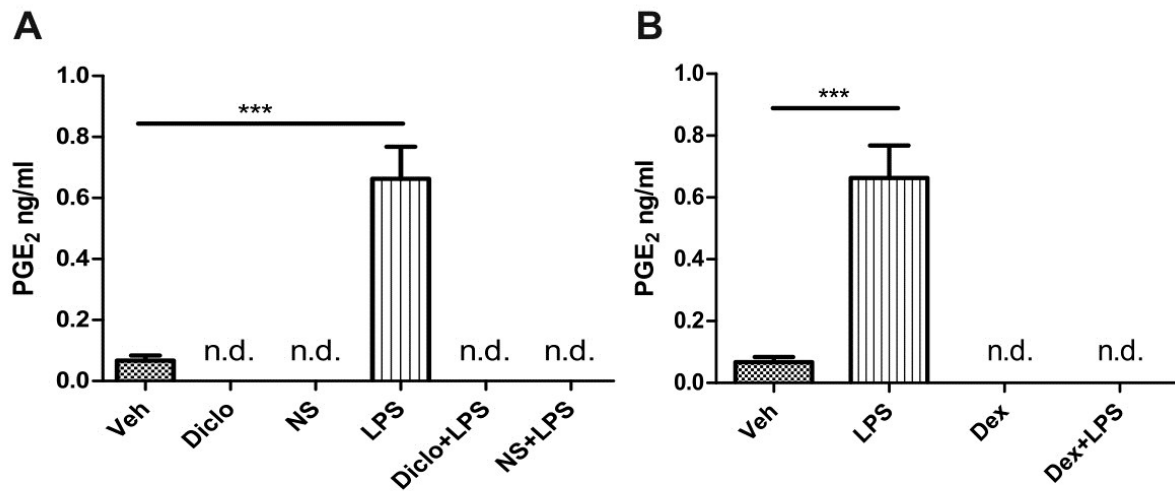 A
PGE2 ng/ml
1.0
0.8
0.6
0.4
0.2
0.0
***
n.d.
n.d.
n.d.
n.d.
Veh
Diclo
NS
LPS
Diclo+LPS
NS+LPS
B
PGE2 ng/ml
1.0
0.8
0.6
0.4
0.2
0.0
***
n.d.
n.d.
Veh
LPS
Dex
Dex+LPS